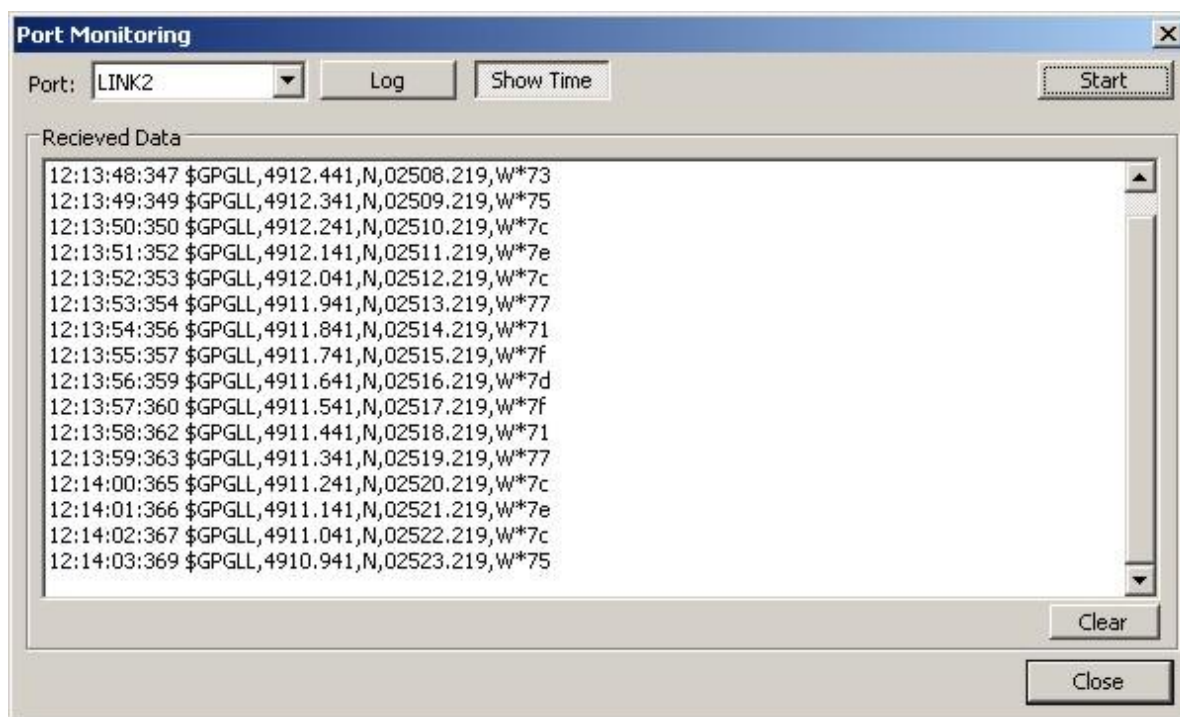 Port Monitoring
Port: LINK2 Log Show Time Start
Recieved Data
12:13:48:347 $GPGLL,4912.441,N,02508.219,W*73
12:13:49:349 $GPGLL,4912.341,N,02509.219,W*75
12:13:50:350 $GPGLL,4912.241,N,02510.219,W*7c
12:13:51:352 $GPGLL,4912.141,N,02511.219,W*7e
12:13:52:353 $GPGLL,4912.041,N,02512.219,W*7c
12:13:53:354 $GPGLL,4911.941,N,02513.219,W*77
12:13:54:356 $GPGLL,4911.841,N,02514.219,W*71
12:13:55:357 $GPGLL,4911.741,N,02515.219,W*7f
12:13:56:359 $GPGLL,4911.641,N,02516.219,W*7d
12:13:57:360 $GPGLL,4911.541,N,02517.219,W*7f
12:13:58:362 $GPGLL,4911.441,N,02518.219,W*71
12:13:59:363 $GPGLL,4911.341,N,02519.219,W*77
12:14:00:365 $GPGLL,4911.241,N,02520.219,W*7c
12:14:01:366 $GPGLL,4911.141,N,02521.219,W*7e
12:14:02:367 $GPGLL,4911.041,N,02522.219,W*7c
12:14:03:369 $GPGLL,4910.941,N,02523.219,W*75
Clear
Close